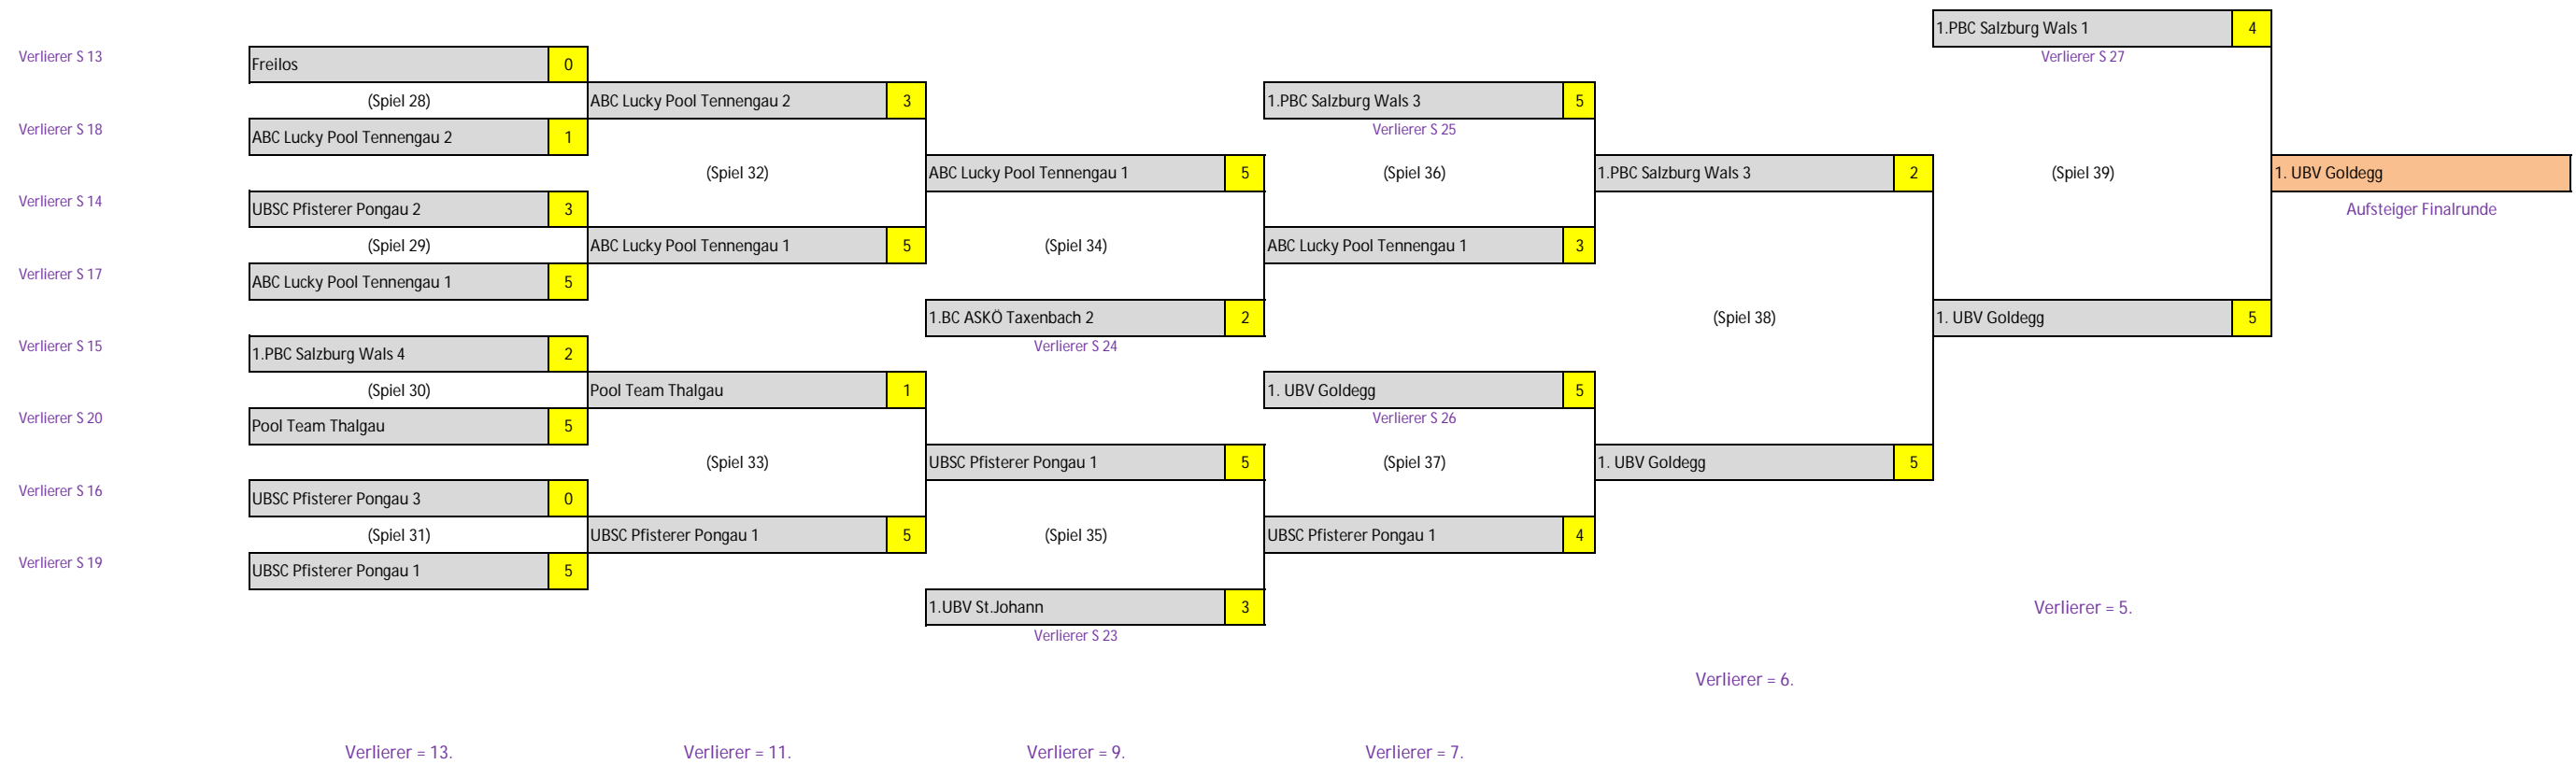 1.PBC Salzburg Wals 1 4
Verlierer S 13
Freilos 0
Verlierer S 27
(Spiel 28)
ABC Lucky Pool Tennengau 2 3
1.PBC Salzburg Wals 3 5
Verlierer S 18
ABC Lucky Pool Tennengau 2 1
Verlierer S 25
(Spiel 32)
ABC Lucky Pool Tennengau 1 5
(Spiel 36)
1.PBC Salzburg Wals 3 2
(Spiel 39)
1. UBV Goldegg
Verlierer S 14
UBSC Pfisterer Pongau 2 3
Aufsteiger Finalrunde
(Spiel 29)
ABC Lucky Pool Tennengau 1 5
(Spiel 34)
ABC Lucky Pool Tennengau 1 3
Verlierer S 17
ABC Lucky Pool Tennengau 1 5
1.BC ASKÖ Taxenbach 2 2
(Spiel 38)
1. UBV Goldegg 5
Verlierer S 15
1.PBC Salzburg Wals 4 2
Verlierer S 24
(Spiel 30)
Pool Team Thalgau 1
1. UBV Goldegg 5
Verlierer S 20
Pool Team Thalgau 5
Verlierer S 26
(Spiel 33)
UBSC Pfisterer Pongau 1 5
(Spiel 37)
1. UBV Goldegg 5
Verlierer S 16
UBSC Pfisterer Pongau 3 0
(Spiel 31)
UBSC Pfisterer Pongau 1 5
(Spiel 35)
UBSC Pfisterer Pongau 1 4
Verlierer S 19
UBSC Pfisterer Pongau 1 5
1.UBV St.Johann 3
Verlierer = 5.
Verlierer S 23
Verlierer = 6.
Verlierer = 13.
Verlierer = 11.
Verlierer = 9.
Verlierer = 7.